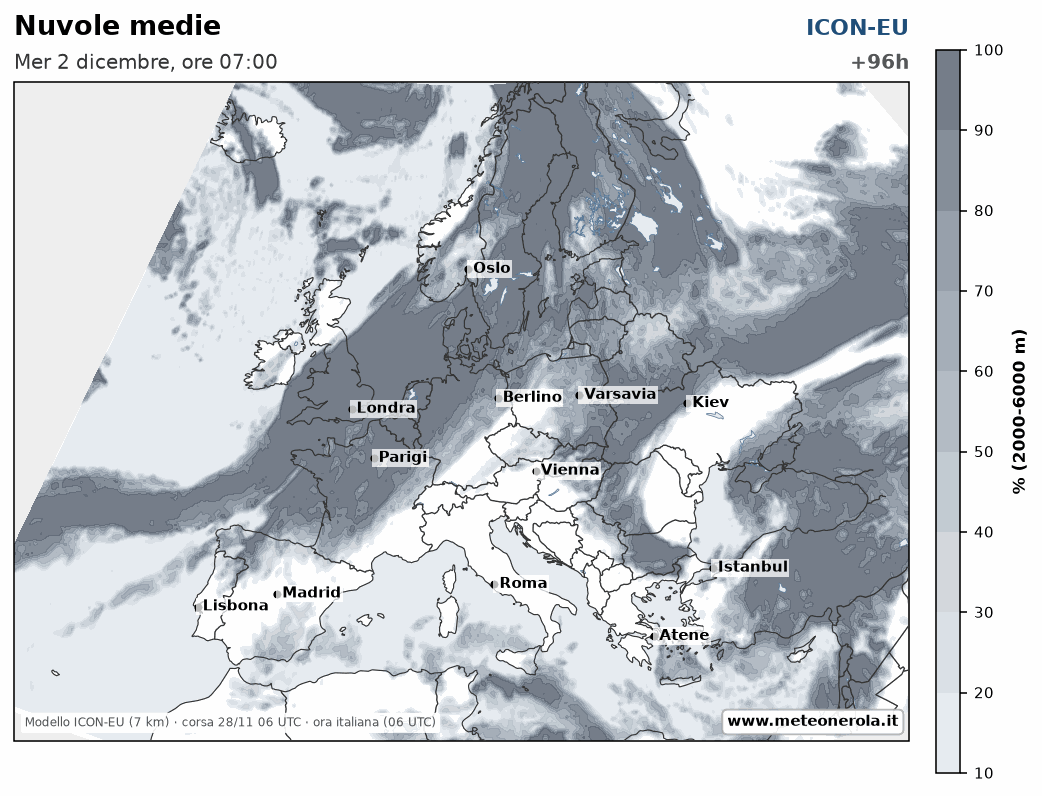 Nuvole medie
ICON-EU
Mer 2 dicembre, ore 07:00
+96h
100
90
80
70
60
50
40
30
20
10
% (2000-6000 m)
Oslo
Berlino
Varsavia
Kiev
Londra
Parigi
Vienna
Istanbul
Roma
Madrid
Lisbona
Atene
Modello ICON-EU (7 km) · corsa 28/11 06 UTC · ora italiana (06 UTC)
www.meteonerola.it